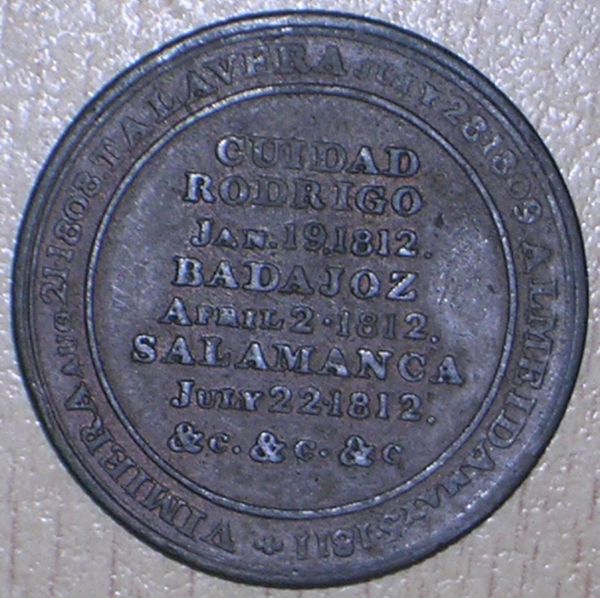 VIMIERA AUG. 21 1808. TALAVERA JULY 28 1809 ALMEIDA MAY 5. 1811
CUIDAD
RODRIGO
JAN. 19, 1812.
BADAJOZ
APRIL 2 · 1812.
SALAMANCA
JULY 22 · 1812.
&C. &C. &C